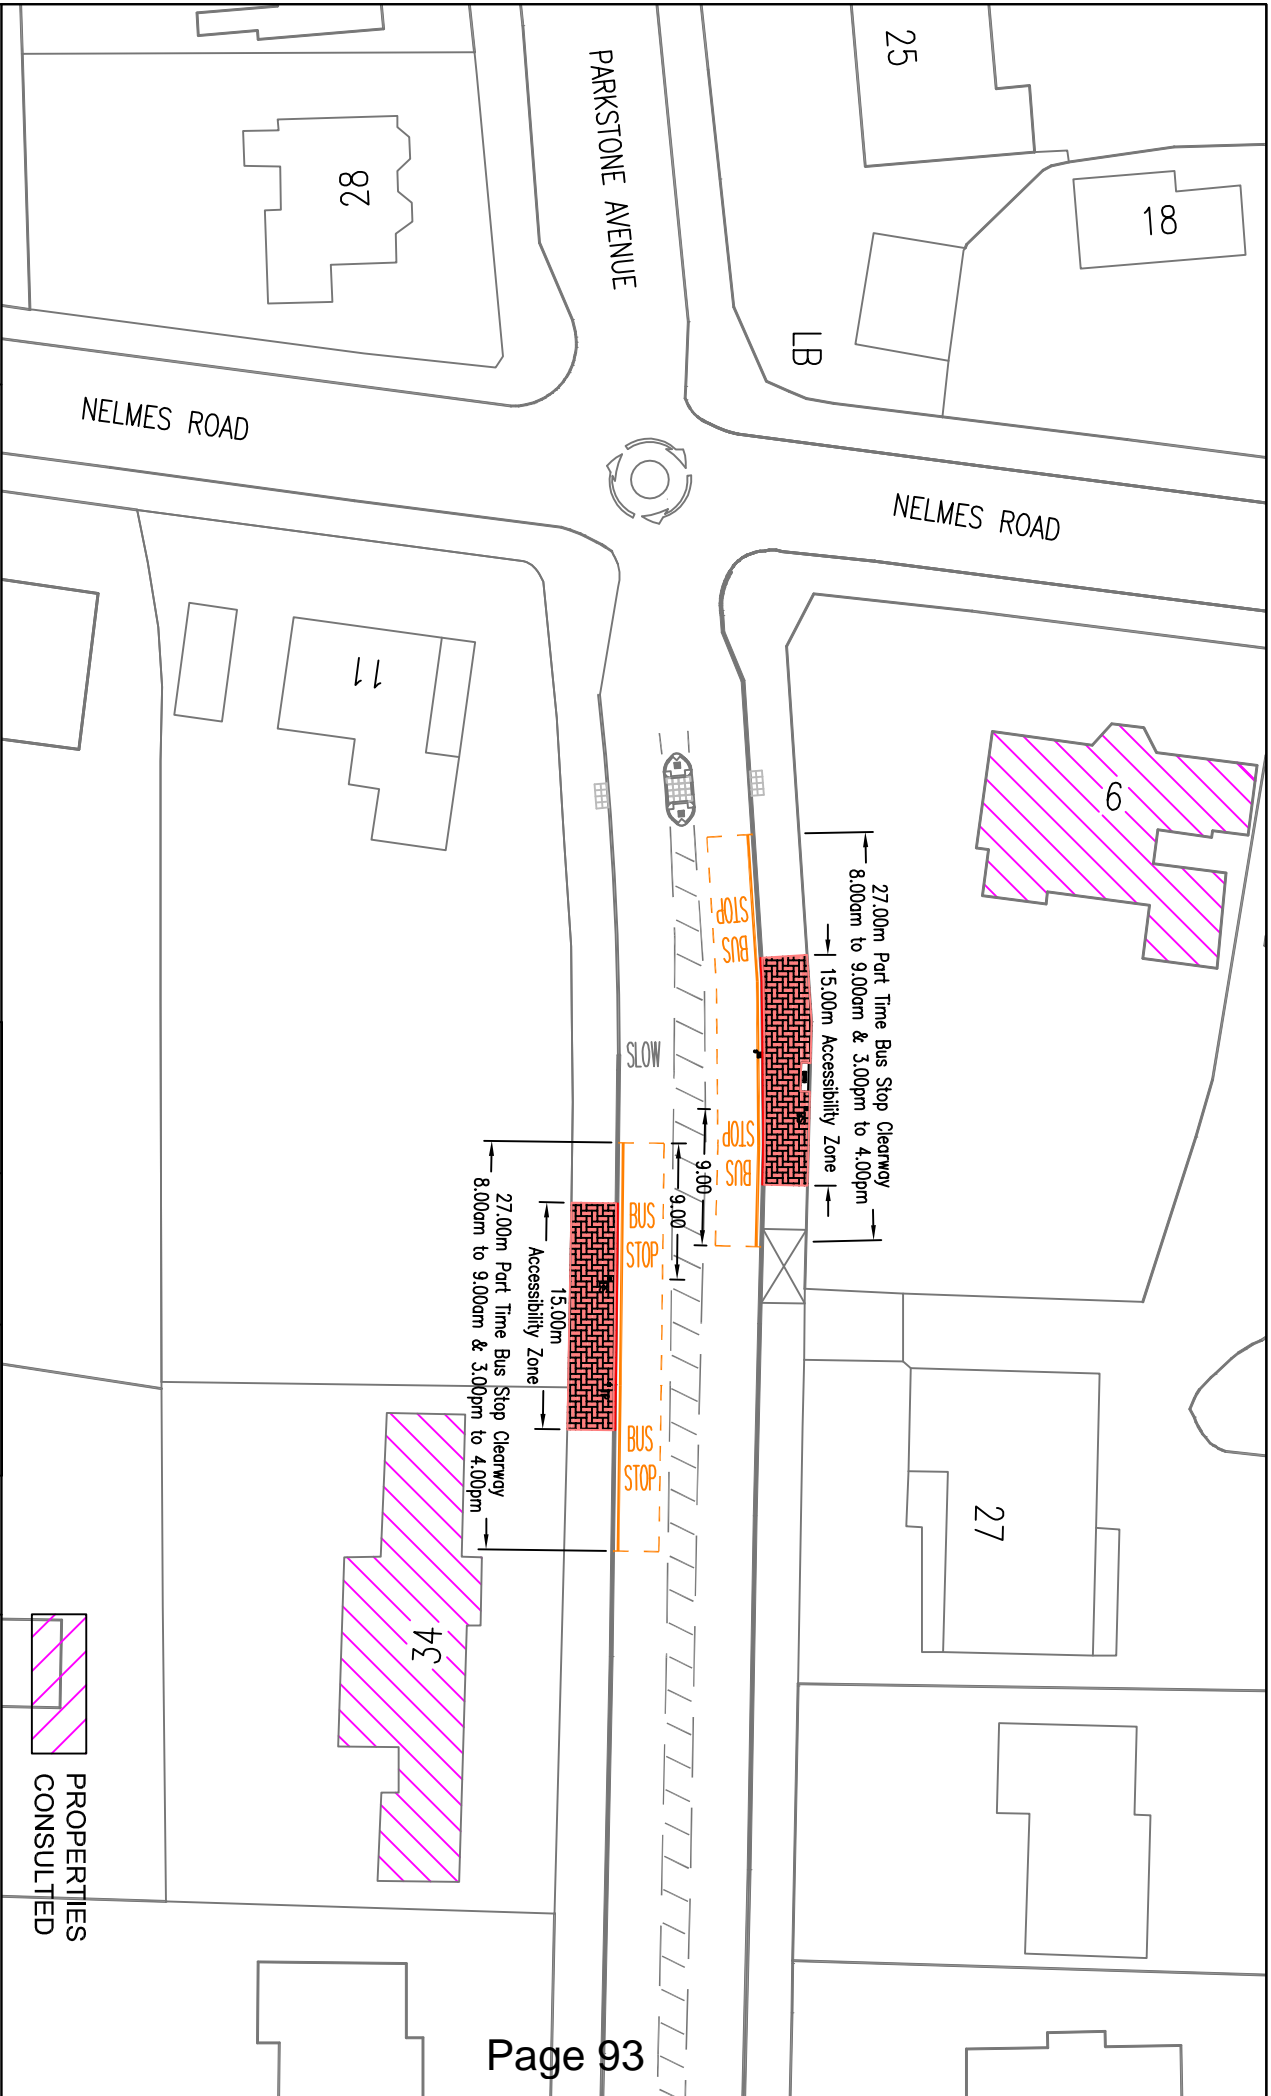 25
18
PARKSTONE AVENUE
28
LB
NELMES ROAD
NELMES ROAD
11
6
27.00m Part Time Bus Stop Clearway
8.00am to 9.00am & 3.00pm to 4.00pm
15.00m Accessibility Zone
BUS
STOP
BUS
STOP
SLOW
9.00
9.00
BUS
STOP
BUS
STOP
15.00m
Accessibility Zone
27.00m Part Time Bus Stop Clearway
8.00am to 9.00am & 3.00pm to 4.00pm
27
34
PROPERTIES
CONSULTED
Page 93